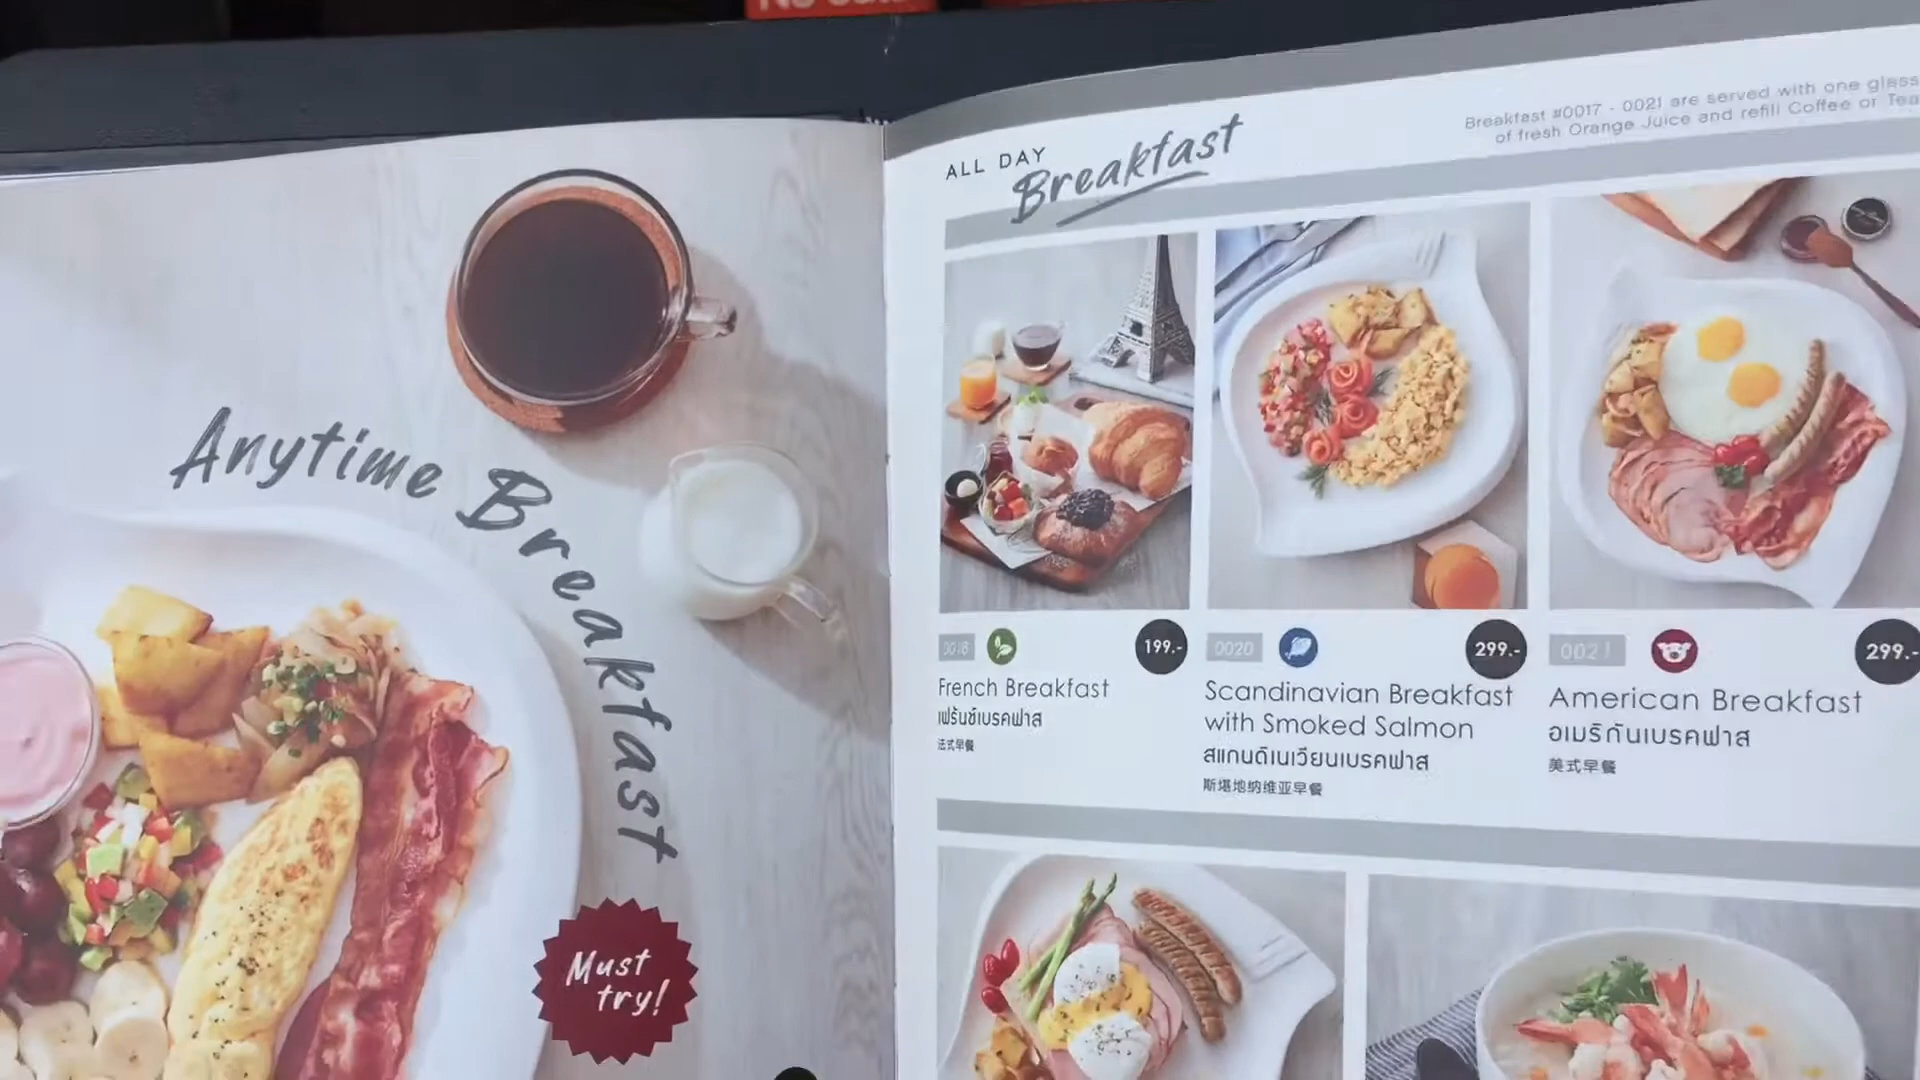 Anytime Breakfast
Must
try!
ALL DAY
Breakfast
Breakfast #0017 - 0021 are served with one glass
of fresh Orange Juice and refill Coffee or Tea
0018
199.-
French Breakfast
เฟร้นช์เบรคฟาส
法式早餐
0020
299.-
Scandinavian Breakfast
with Smoked Salmon
สแกนดิเนเวียนเบรคฟาส
斯堪地纳维亚早餐
0021
299.-
American Breakfast
อเมริกันเบรคฟาส
美式早餐